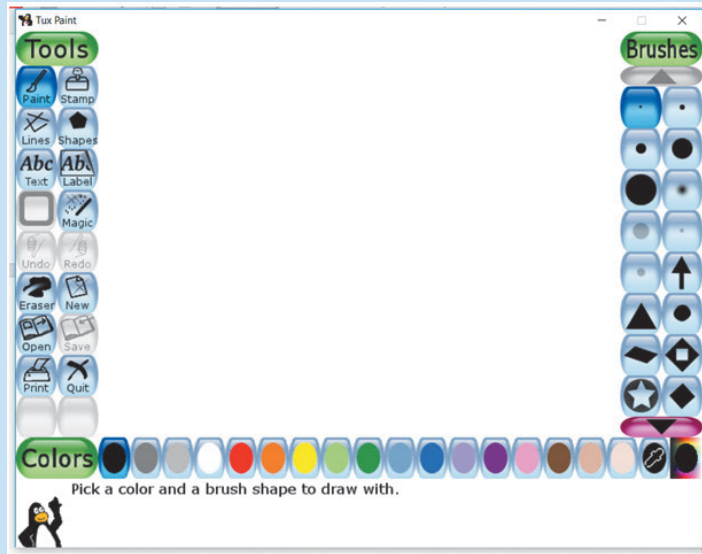 Tux Paint
Tools
Brushes
Paint Stamp
Lines Shapes
Abc Abc
Text Label
Magic
Undo Redo
Eraser New
Open Save
Print Quit
Colors
Pick a color and a brush shape to draw with.